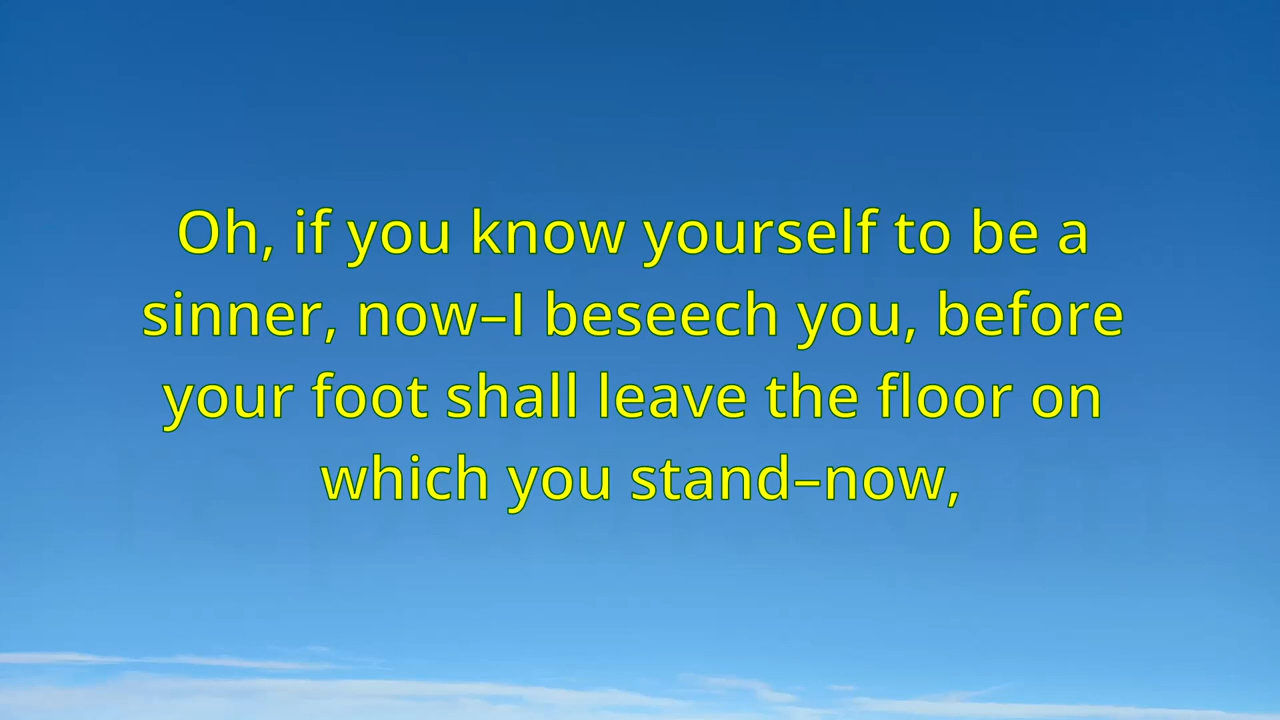 Oh, if you know yourself to be a
sinner, now–I beseech you, before
your foot shall leave the floor on
which you stand–now,